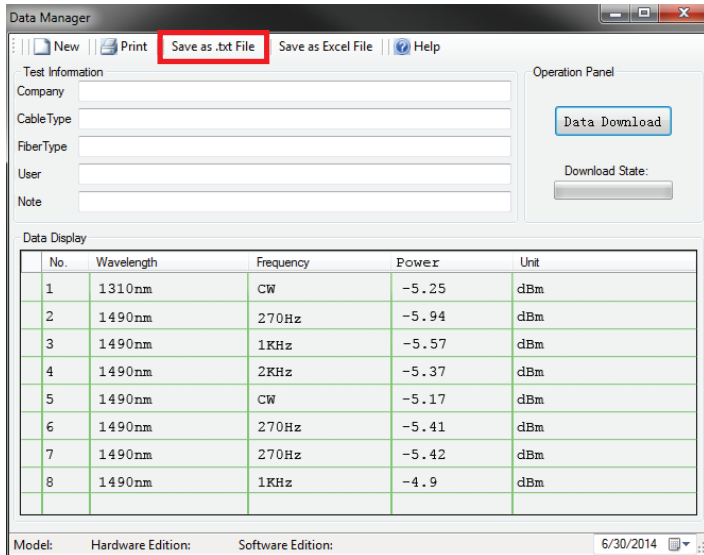 Data Manager
New Print Save as .txt File Save as Excel File Help
Test Information
Company
CableType
FiberType
User
Note
Operation Panel
Data Download
Download State:
Data Display
No. Wavelength Frequency Power Unit
1 1310nm CW -5.25 dBm
2 1490nm 270Hz -5.94 dBm
3 1490nm 1KHz -5.57 dBm
4 1490nm 2KHz -5.37 dBm
5 1490nm CW -5.17 dBm
6 1490nm 270Hz -5.41 dBm
7 1490nm 270Hz -5.42 dBm
8 1490nm 1KHz -4.9 dBm
Model: Hardware Edition: Software Edition: 6/30/2014